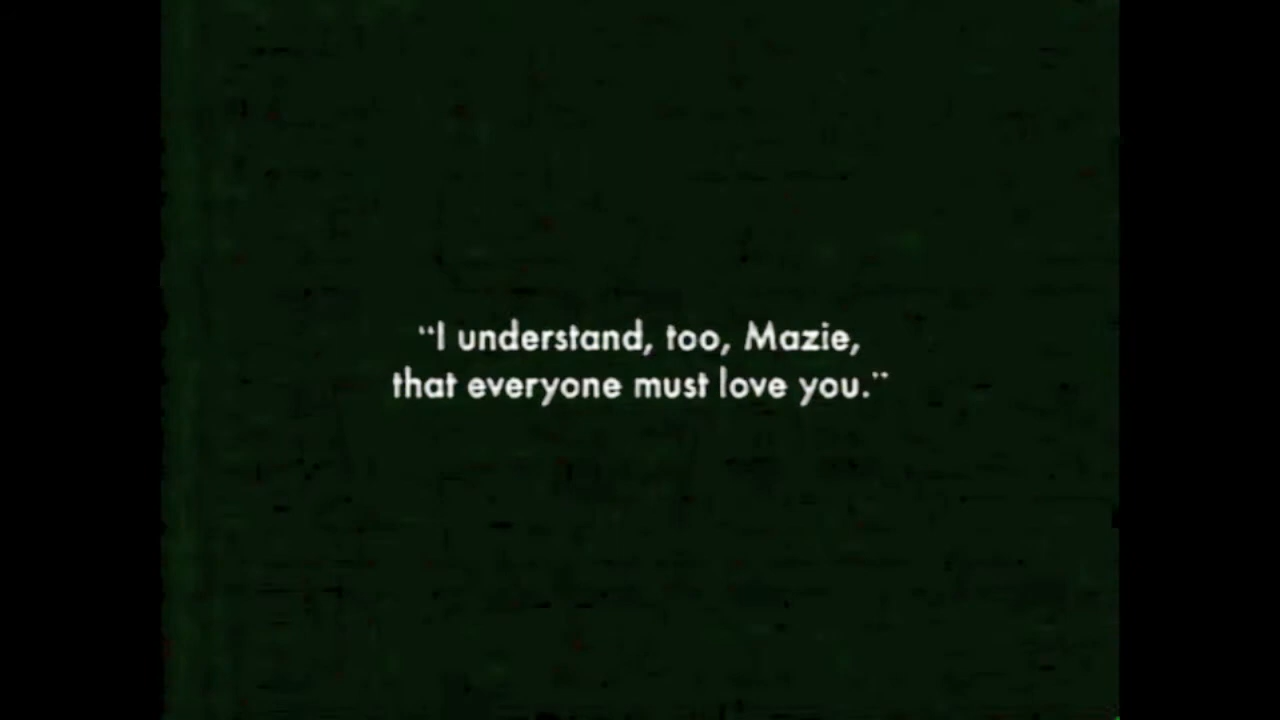 “I understand, too, Mazie,
that everyone must love you.”